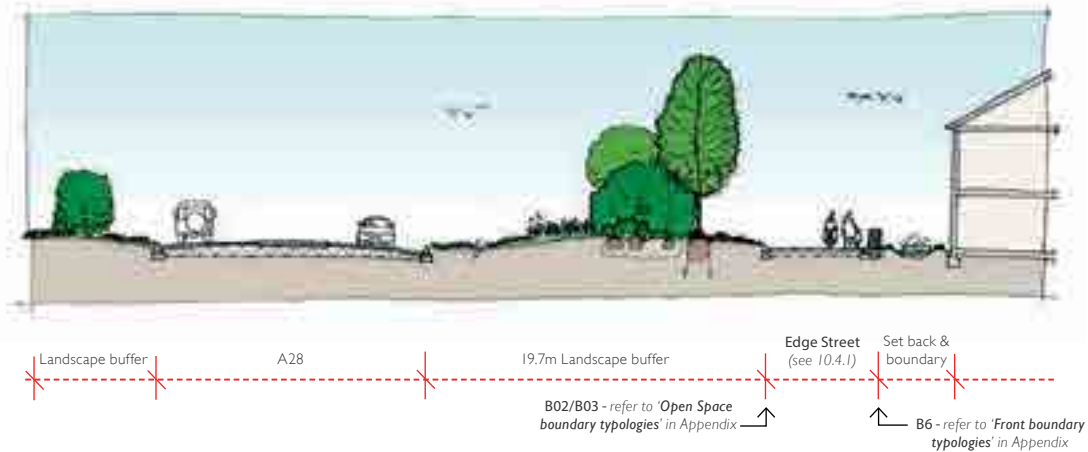 Landscape buffer
A28
19.7m Landscape buffer
Edge Street
(see 10.4.1)
Set back &
boundary
B02/B03 - refer to 'Open Space
boundary typologies' in Appendix
B6 - refer to 'Front boundary
typologies' in Appendix